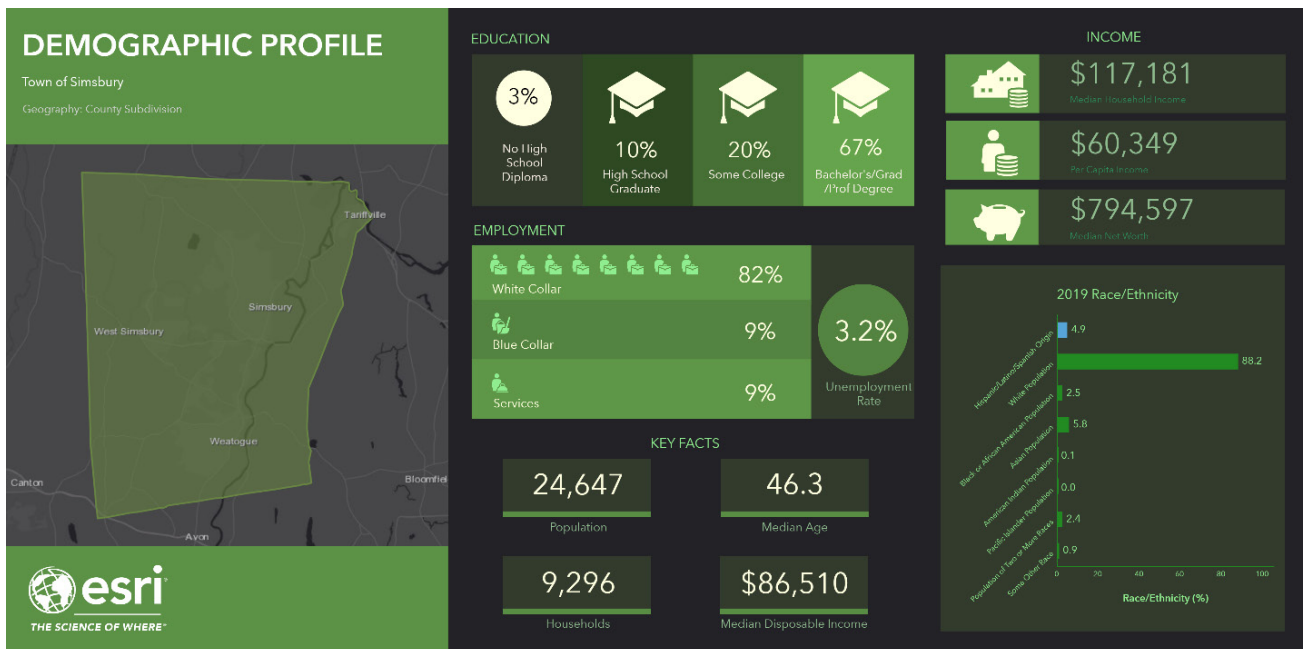 DEMOGRAPHIC PROFILE
Town of Simsbury
Geography: County Subdivision
Tariffville
Simsbury
West Simsbury
Weatogue
Canton
Bloomfiel
Avon
esri
THE SCIENCE OF WHERE™
EDUCATION
3%
No High
School
Diploma
10%
High School
Graduate
20%
Some College
67%
Bachelor's/Grad
/Prof Degree
EMPLOYMENT
White Collar
82%
Blue Collar
9%
Services
9%
3.2%
Unemployment
Rate
KEY FACTS
24,647
Population
46.3
Median Age
9,296
Households
$86,510
Median Disposable Income
INCOME
$117,181
Median Household Income
$60,349
Per Capita Income
$794,597
Median Net Worth
2019 Race/Ethnicity
Hispanic/Latino/Spanish Origin
4.9
White Population
88.2
Black or African American Population
2.5
Asian Population
5.8
American Indian Population
0.1
Pacific Islander Population
0.0
Population of Two or More Races
2.4
Some Other Race
0.9
0 20 40 60 80 100
Race/Ethnicity (%)